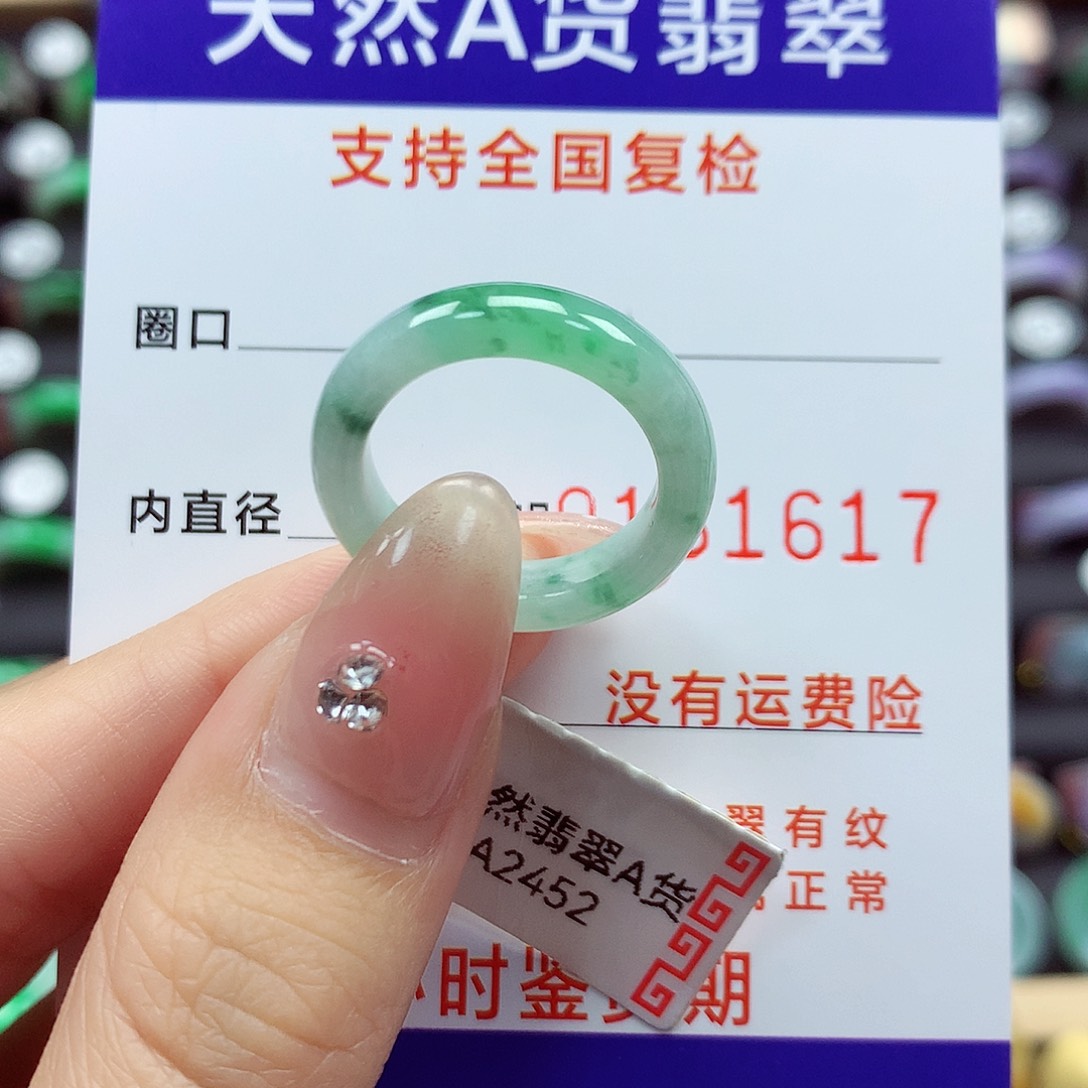 天然A货翡翠
支持全国复检
圈口
内直径
1617
没有运费险
翠有纹
正常
时鉴赏期
然翡翠A货
A2452